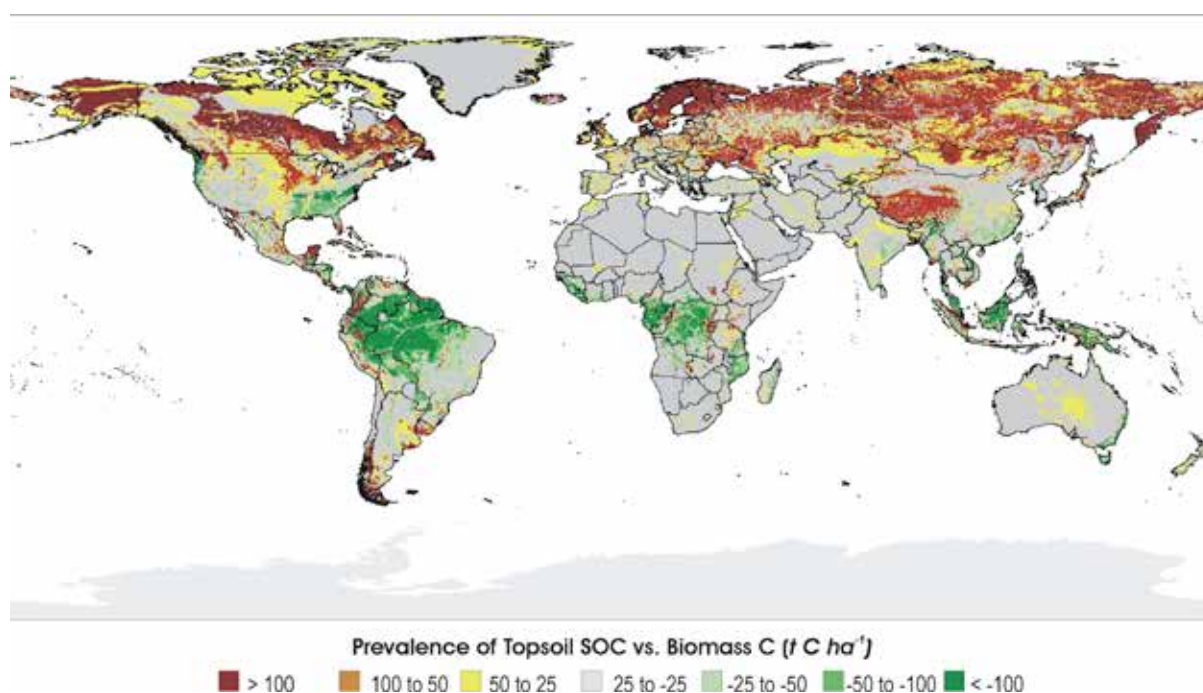 Prevalence of Topsoil SOC vs. Biomass C (t C ha⁻¹)
> 100 100 to 50 50 to 25 25 to -25 -25 to -50 -50 to -100 < -100